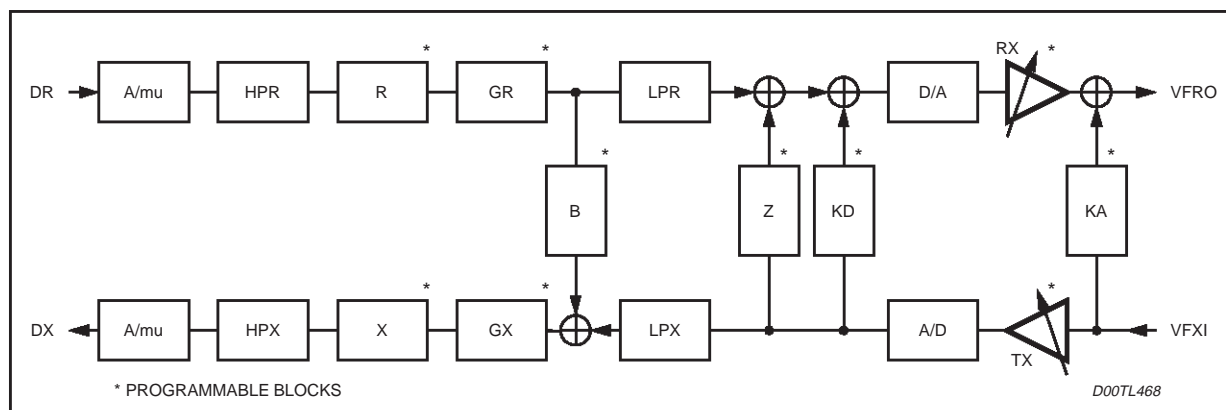 RX *
* *
DR A/mu HPR R GR LPR D/A VFRO
* * * *
B Z KD KA
* * *
DX A/mu HPX X GX LPX A/D VFXI
TX
* PROGRAMMABLE BLOCKS D00TL468